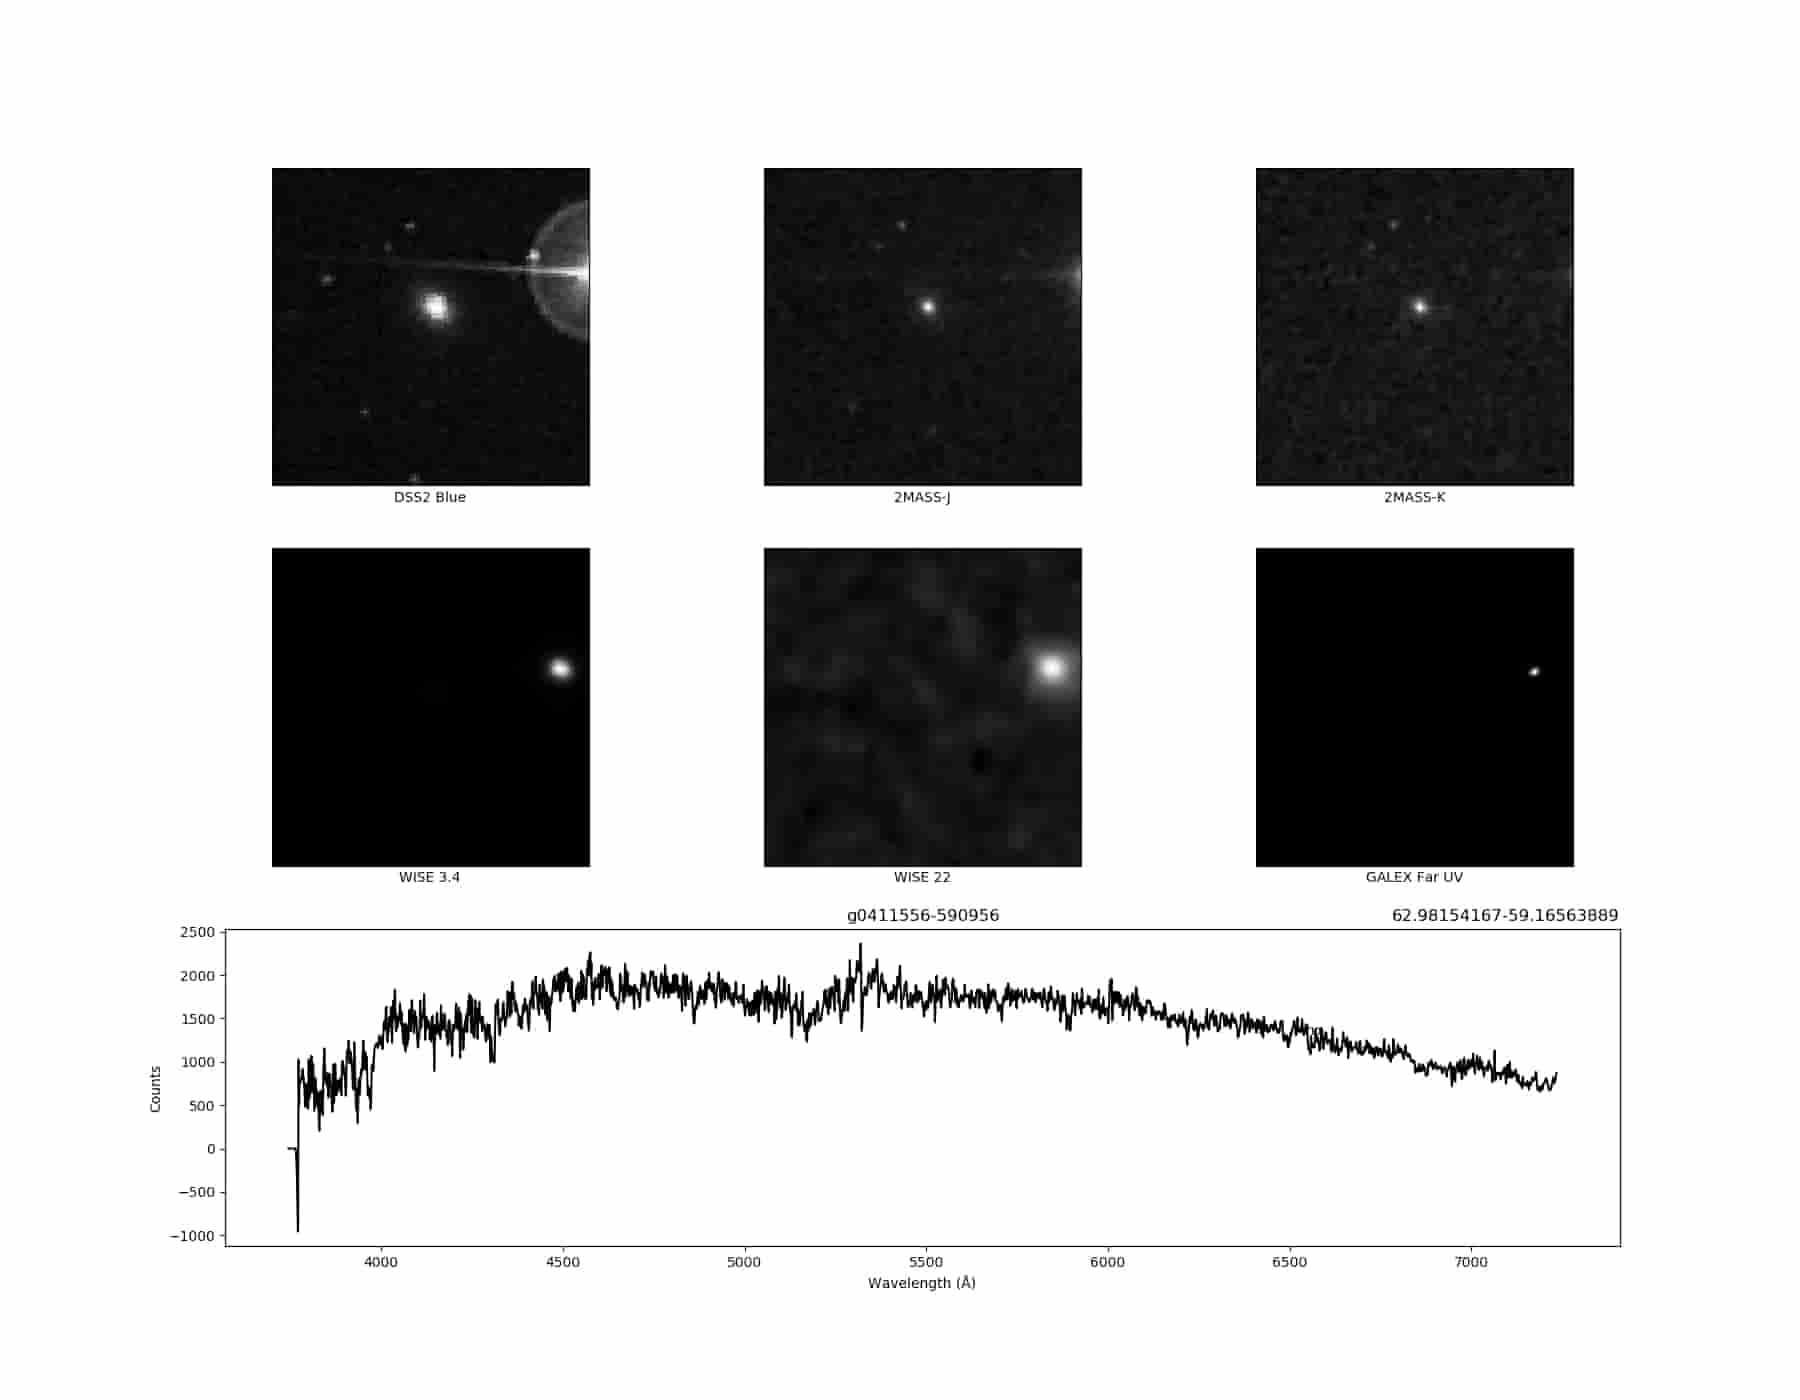 DSS2 Blue
2MASS-J
2MASS-K
WISE 3.4
WISE 22
GALEX Far UV
g0411556-590956
62.98154167-59.16563889
2500
2000
1500
1000
500
0
−500
−1000
Counts
4000
4500
5000
5500
6000
6500
7000
Wavelength (Å)